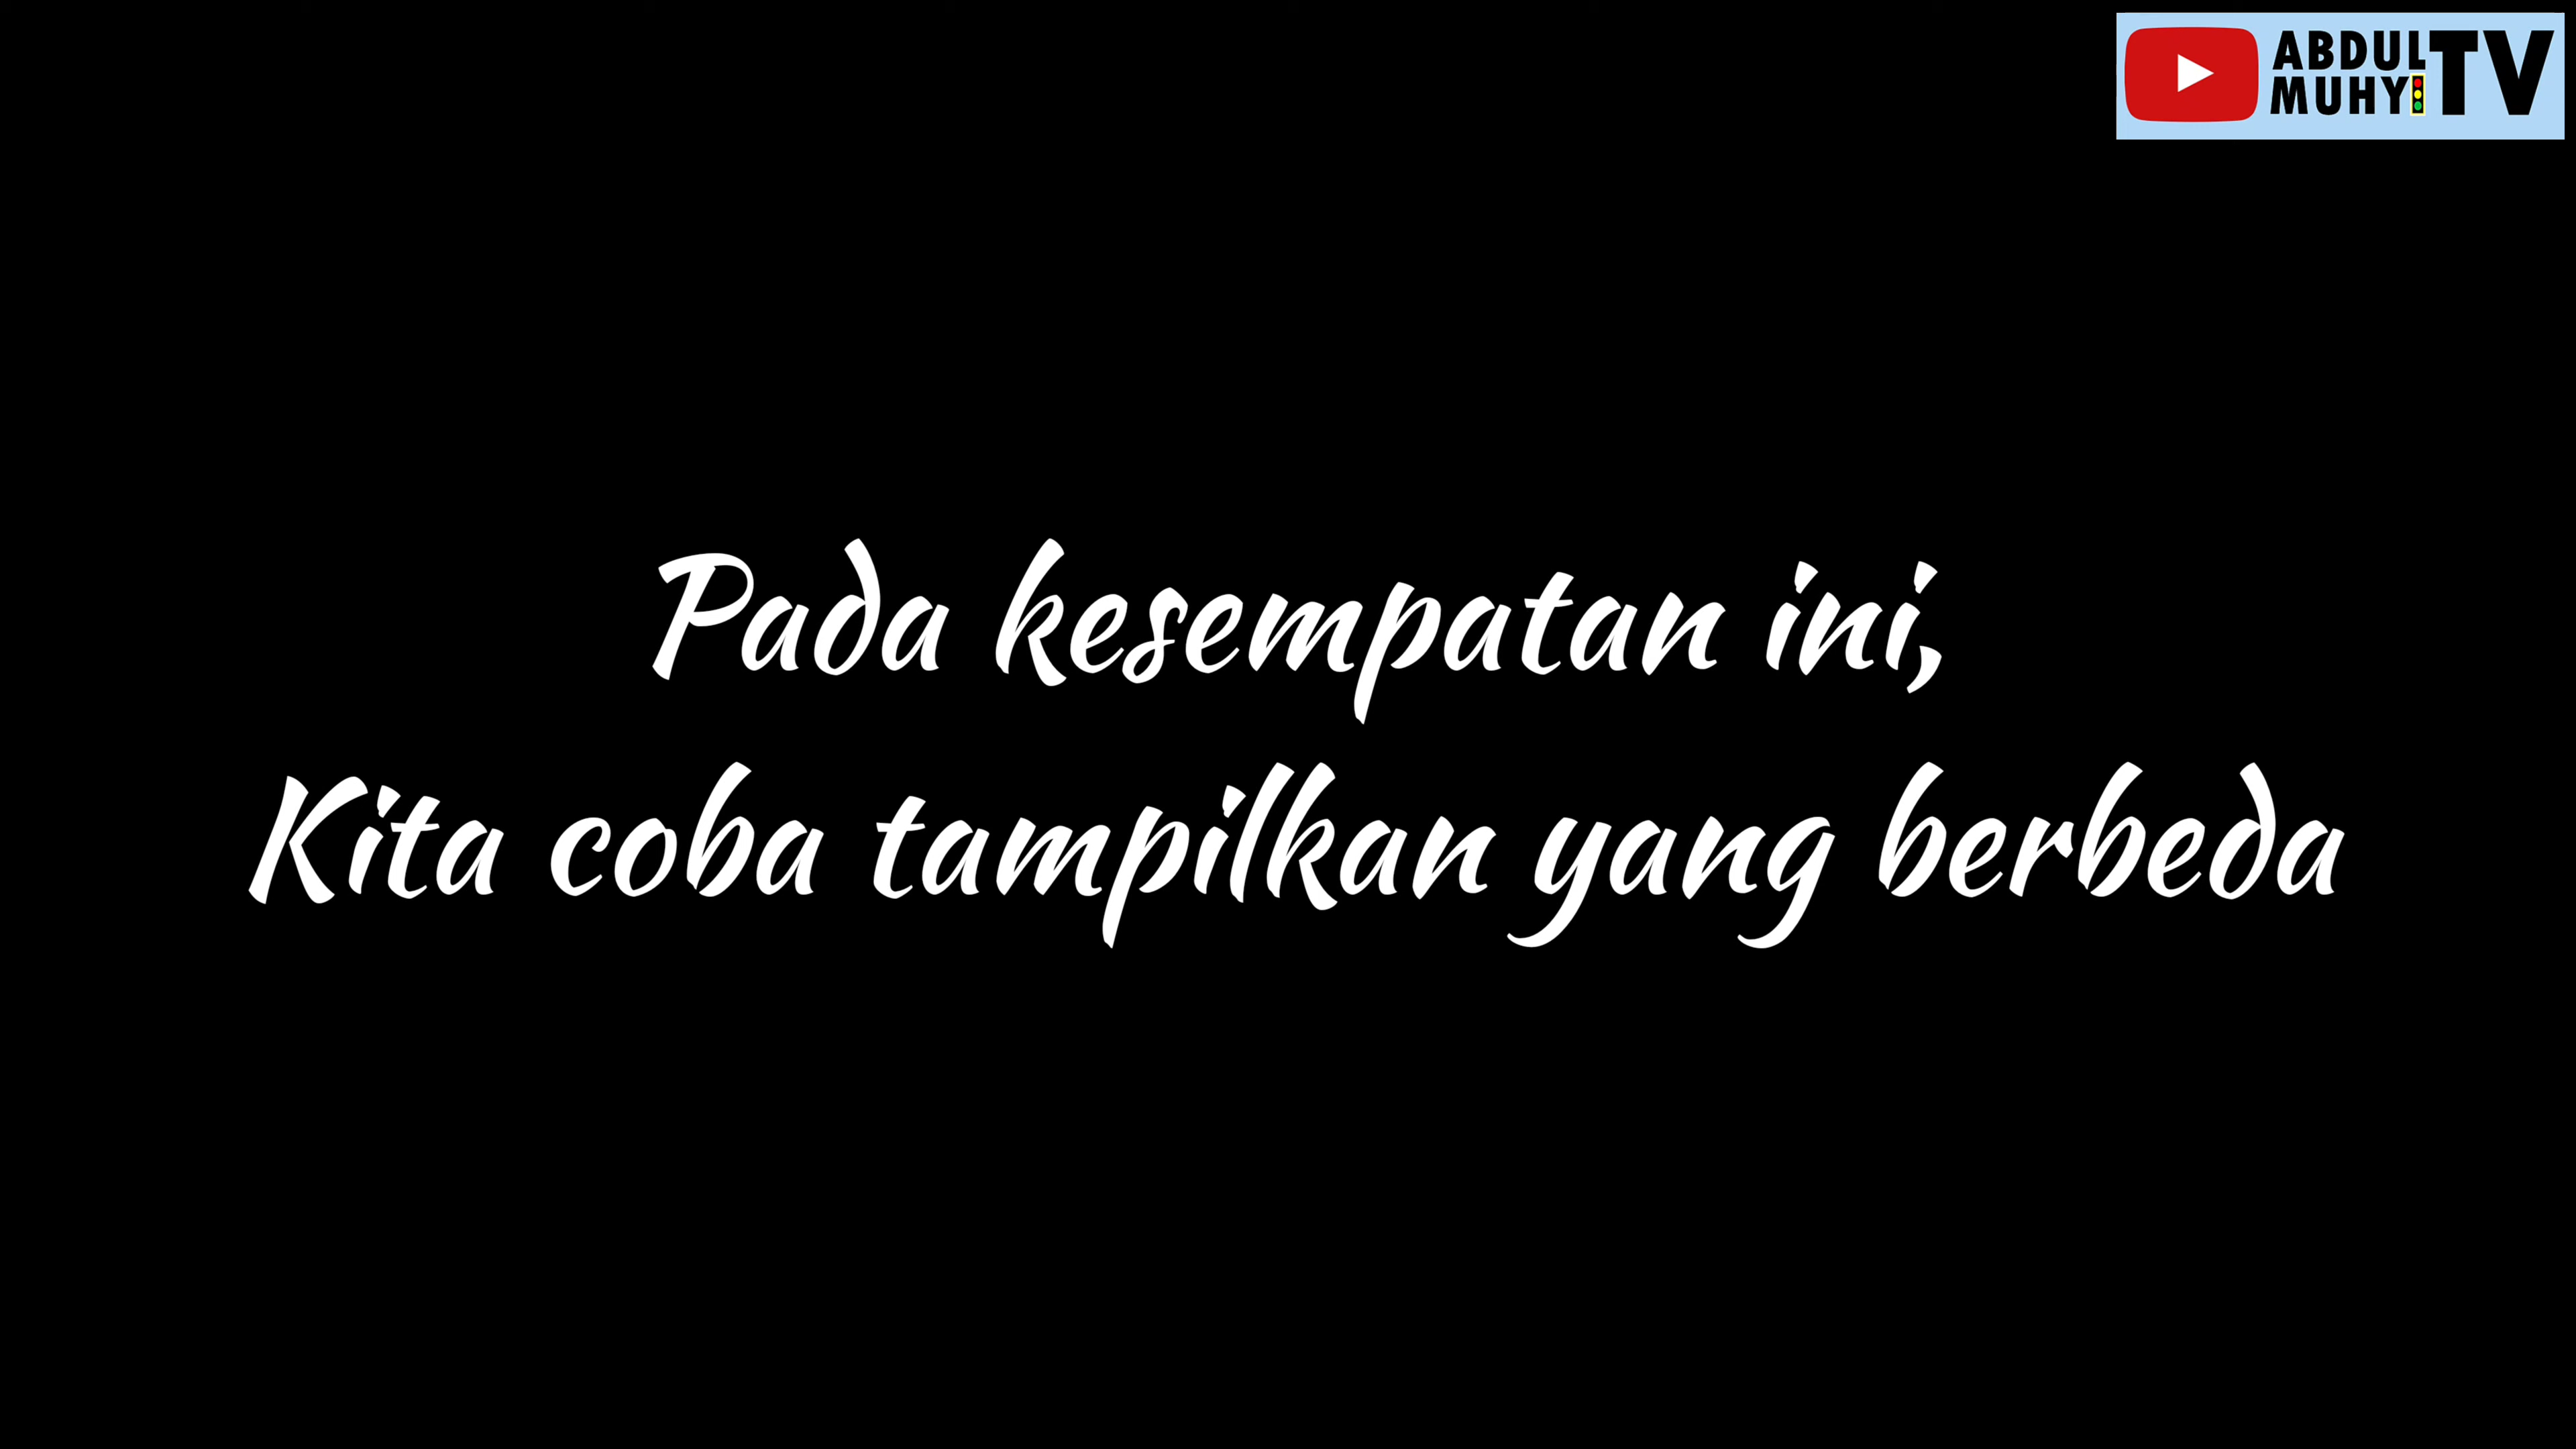 ABDUL
MUHYI
TV
Pada kesempatan ini,
Kita coba tampilkan yang berbeda